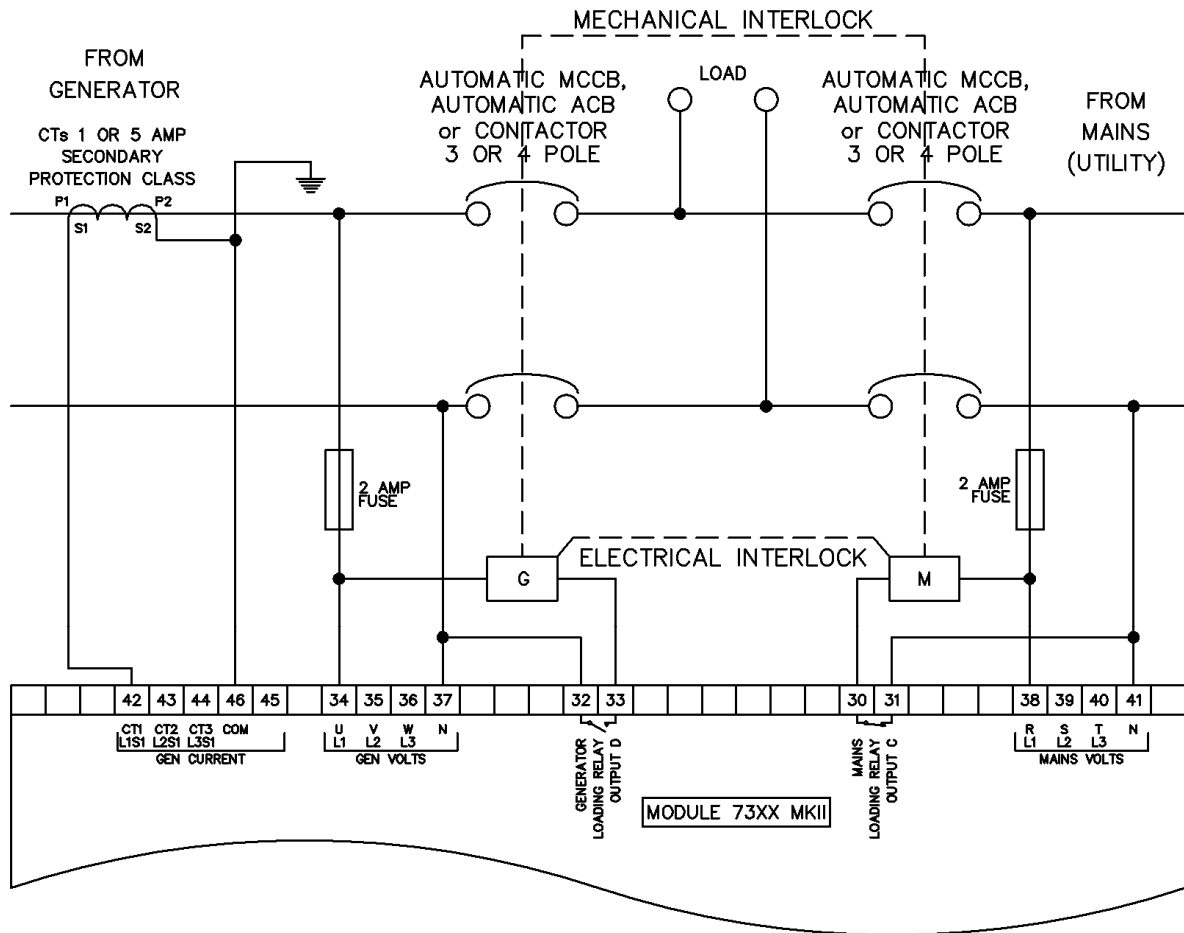 MECHANICAL INTERLOCK
FROM
GENERATOR
CTs 1 OR 5 AMP
SECONDARY
PROTECTION CLASS
P1
P2
S1
S2
AUTOMATIC MCCB,
AUTOMATIC ACB
or CONTACTOR
3 OR 4 POLE
LOAD
AUTOMATIC MCCB,
AUTOMATIC ACB
or CONTACTOR
3 OR 4 POLE
FROM
MAINS
(UTILITY)
2 AMP
FUSE
2 AMP
FUSE
ELECTRICAL INTERLOCK
G
M
42 43 44 46 45 34 35 36 37 32 33 30 31 38 39 40 41
CT1 CT2 CT3 COM
L1S1 L2S1 L3S1
GEN CURRENT
U V W N
L1 L2 L3
GEN VOLTS
GENERATOR
LOADING RELAY
OUTPUT D
MODULE 73XX MKII
MAINS
LOADING RELAY
OUTPUT C
R S T N
L1 L2 L3
MAINS VOLTS